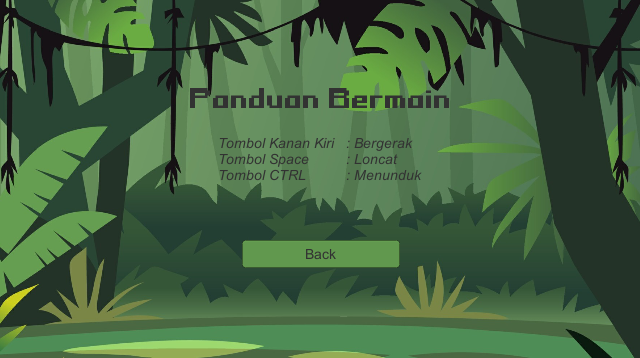 Panduan Bermain
Tombol Kanan Kiri : Bergerak
Tombol Space : Loncat
Tombol CTRL : Menunduk
Back